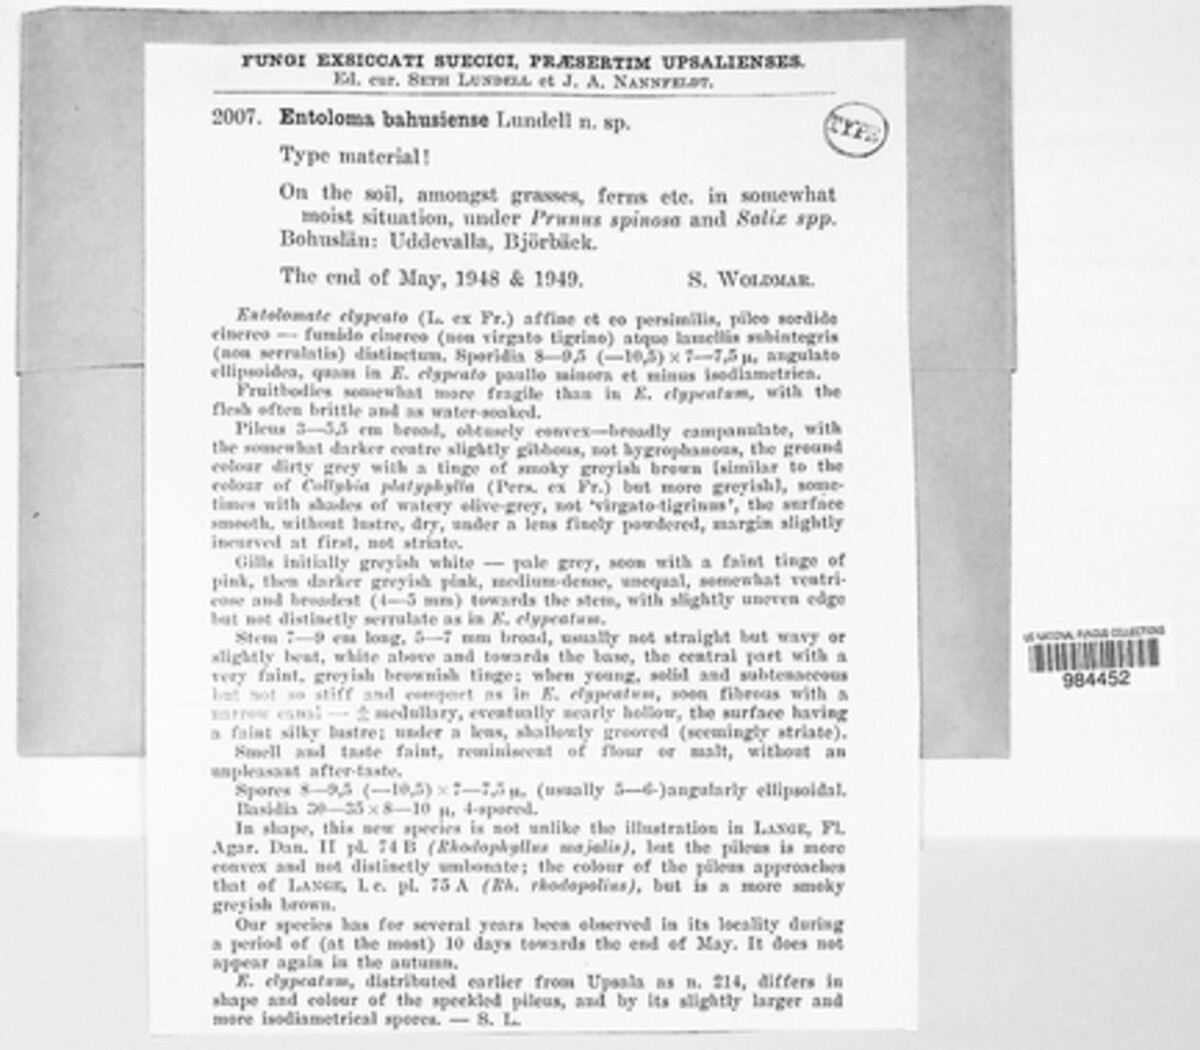 FUNGI EXSICCATI SUECICI, PRÆSERTIM UPSALIENSES.
Ed. cur. SETH LUNDELL et J. A. NANNFELDT.
2007. Entoloma bahusiense Lundell n. sp.
TYPE
Type material!
On the soil, amongst grasses, ferns etc. in somewhat
moist situation, under Prunus spinosa and Salix spp.
Bohuslän: Uddevalla, Björbäck.
The end of May, 1948 & 1949. S. WOLDMAR.
Entolomate clypeato (L. ex Fr.) affine et eo persimilis, pileo sordide
cinereo — fumido cinereo (non virgato tigrino) atque lamellis subintegris
(non serrulatis) distinctum. Sporidia 8—9,5 (—10,5) × 7—7,5 µ, angulato
ellipsoidea, quam in E. clypeato paullo minora et minus isodiametrica.
Fruitbodies somewhat more fragile than in E. clypeatum, with the
flesh often brittle and as water-soaked.
Pileus 3—5,5 cm broad, obtusely convex—broadly campanulate, with
the somewhat darker centre slightly gibbous, not hygrophanous, the ground
colour dirty grey with a tinge of smoky greyish brown [similar to the
colour of Collybia platyphylla (Pers. ex Fr.) but more greyish], some-
times with shades of watery olive-grey, not 'virgato-tigrinus', the surface
smooth, without lustre, dry, under a lens finely powdered, margin slightly
incurved at first, not striate.
Gills initially greyish white — pale grey, soon with a faint tinge of
pink, then darker greyish pink, medium-dense, unequal, somewhat ventri-
cose and broadest (4—5 mm) towards the stem, with slightly uneven edge
but not distinctly serrulate as in E. clypeatum.
Stem 7—9 cm long, 5—7 mm broad, usually not straight but wavy or
slightly bent, white above and towards the base, the central part with a
very faint, greyish brownish tinge; when young, solid and subtenaceous
but not so stiff and compact as in E. clypeatum, soon fibrous with a
narrow canal — ± medullary, eventually nearly hollow, the surface having
a faint silky lustre; under a lens, shallowly grooved (seemingly striate).
Smell and taste faint, reminiscent of flour or malt, without an
unpleasant after-taste.
Spores 8—9,5 (—10,5) × 7—7,5 µ, (usually 5—6-)angularly ellipsoidal.
Basidia 30—35 × 8—10 µ, 4-spored.
In shape, this new species is not unlike the illustration in LANGE, Fl.
Agar. Dan. II pl. 74 B (Rhodophyllus majalis), but the pileus is more
convex and not distinctly umbonate; the colour of the pileus approaches
that of LANGE, l. c. pl. 75 A (Rh. rhodopolius), but is a more smoky
greyish brown.
Our species has for several years been observed in its locality during
a period of (at the most) 10 days towards the end of May. It does not
appear again in the autumn.
E. clypeatum, distributed earlier from Upsala as n. 214, differs in
shape and colour of the speckled pileus, and by its slightly larger and
more isodiametrical spores. — S. L.
US NATIONAL FUNGUS COLLECTIONS
984452